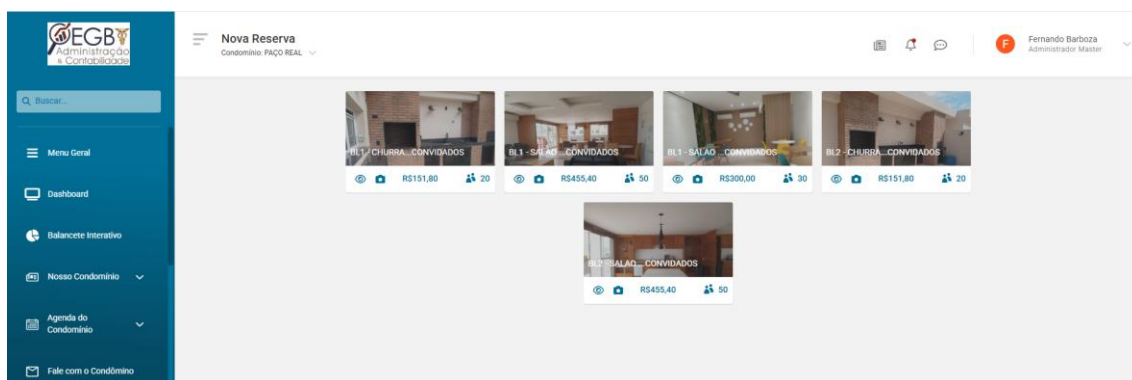 EGB
Administração
& Contabilidade
Nova Reserva
Condomínio: PAÇO REAL
F
Fernando Barboza
Administrador Master
Buscar...
Menu Geral
Dashboard
Balancete Interativo
Nosso Condomínio
Agenda do
Condomínio
Fale com o Condômino
BL1 - CHURRA...CONVIDADOS
R$151,80
20
BL1 - SALAO ...CONVIDADOS
R$455,40
50
BL1 - SALAO ...CONVIDADOS
R$300,00
30
BL2 - CHURRA...CONVIDADOS
R$151,80
20
BL2 - SALAO ... CONVIDADOS
R$455,40
50